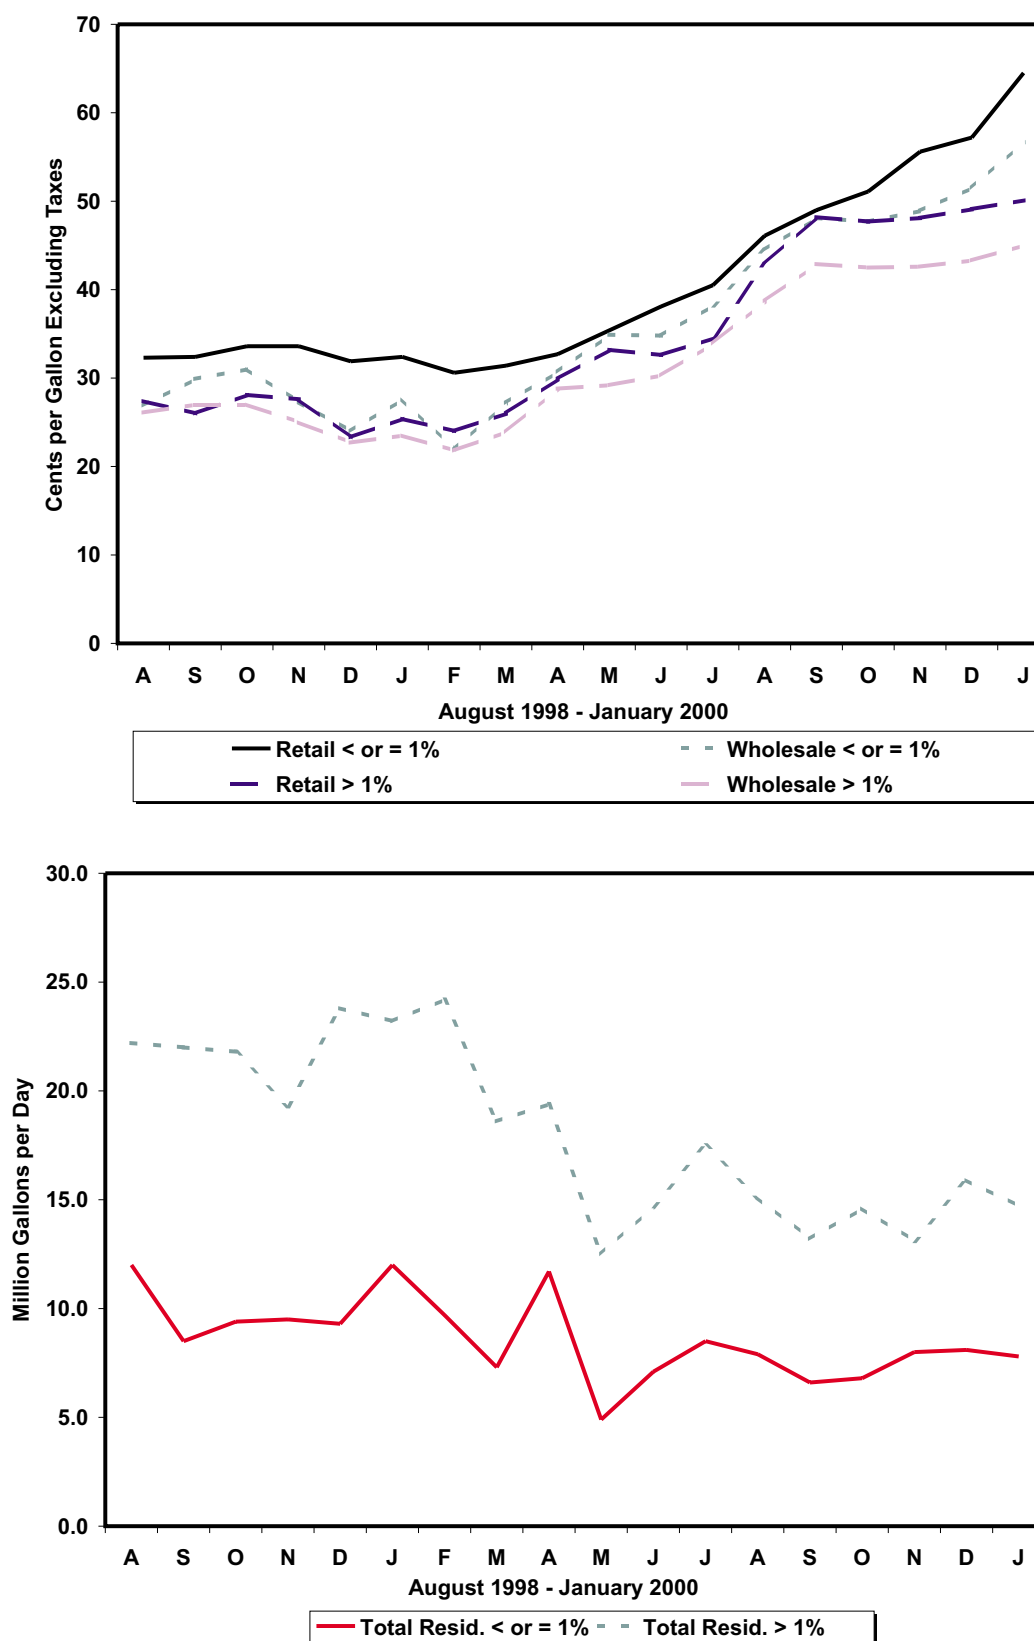 70
60
50
40
30
20
10
0
Cents per Gallon Excluding Taxes
A S O N D J F M A M J J A S O N D J
August 1998 - January 2000
Retail < or = 1% Wholesale < or = 1%
Retail > 1% Wholesale > 1%
30.0
25.0
20.0
15.0
10.0
5.0
0.0
Million Gallons per Day
A S O N D J F M A M J J A S O N D J
August 1998 - January 2000
Total Resid. < or = 1% Total Resid. > 1%